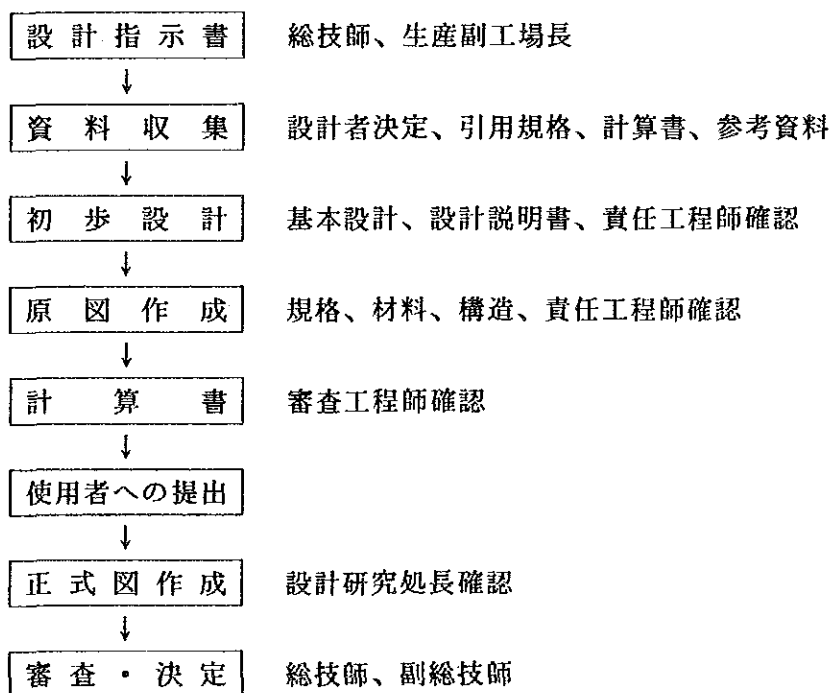 設計指示書 総技師、生産副工場長
↓
資料収集 設計者決定、引用規格、計算書、参考資料
↓
初歩設計 基本設計、設計説明書、責任工程師確認
↓
原図作成 規格、材料、構造、責任工程師確認
↓
計算書 審査工程師確認
↓
使用者への提出
↓
正式図作成 設計研究処長確認
↓
審査・決定 総技師、副総技師